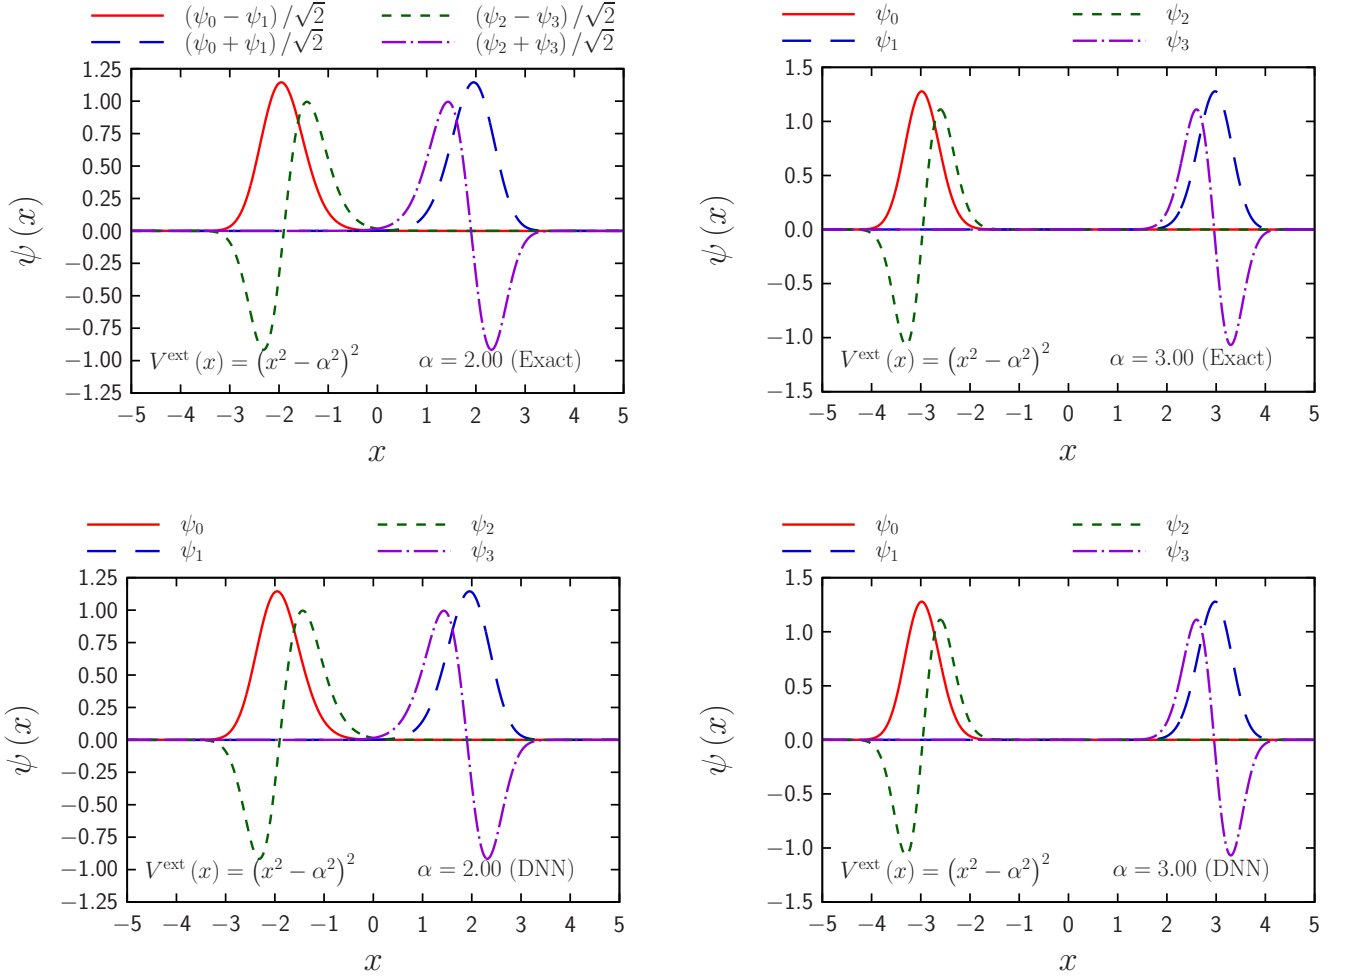 (ψ₀ − ψ₁) /√2
(ψ₂ − ψ₃) /√2
(ψ₀ + ψ₁) /√2
(ψ₂ + ψ₃) /√2
1.25
1.00
0.75
0.50
0.25
0.00
−0.25
−0.50
−0.75
−1.00
−1.25
ψ (x)
V^ext (x) = (x² − α²)²
α = 2.00 (Exact)
−5 −4 −3 −2 −1 0 1 2 3 4 5
x
ψ₀
ψ₂
ψ₁
ψ₃
1.5
1.0
0.5
0.0
−0.5
−1.0
−1.5
ψ (x)
V^ext (x) = (x² − α²)²
α = 3.00 (Exact)
−5 −4 −3 −2 −1 0 1 2 3 4 5
x
ψ₀
ψ₂
ψ₁
ψ₃
1.25
1.00
0.75
0.50
0.25
0.00
−0.25
−0.50
−0.75
−1.00
−1.25
ψ (x)
V^ext (x) = (x² − α²)²
α = 2.00 (DNN)
−5 −4 −3 −2 −1 0 1 2 3 4 5
x
ψ₀
ψ₂
ψ₁
ψ₃
1.5
1.0
0.5
0.0
−0.5
−1.0
−1.5
ψ (x)
V^ext (x) = (x² − α²)²
α = 3.00 (DNN)
−5 −4 −3 −2 −1 0 1 2 3 4 5
x